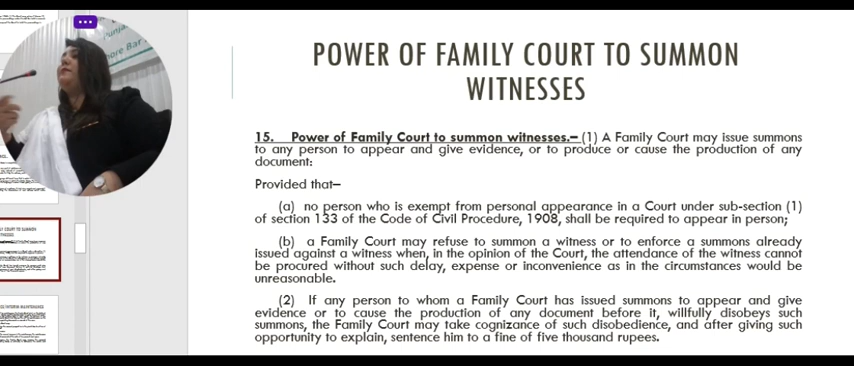 Punja
ore Bar
POWER OF FAMILY COURT TO SUMMON
WITNESSES
15. Power of Family Court to summon witnesses.– (1) A Family Court may issue summons
to any person to appear and give evidence, or to produce or cause the production of any
document:
Provided that–
(a) no person who is exempt from personal appearance in a Court under sub-section (1)
of section 133 of the Code of Civil Procedure, 1908, shall be required to appear in person;
(b) a Family Court may refuse to summon a witness or to enforce a summons already
issued against a witness when, in the opinion of the Court, the attendance of the witness cannot
be procured without such delay, expense or inconvenience as in the circumstances would be
unreasonable.
(2) If any person to whom a Family Court has issued summons to appear and give
evidence or to cause the production of any document before it, willfully disobeys such
summons, the Family Court may take cognizance of such disobedience, and after giving such
opportunity to explain, sentence him to a fine of five thousand rupees.